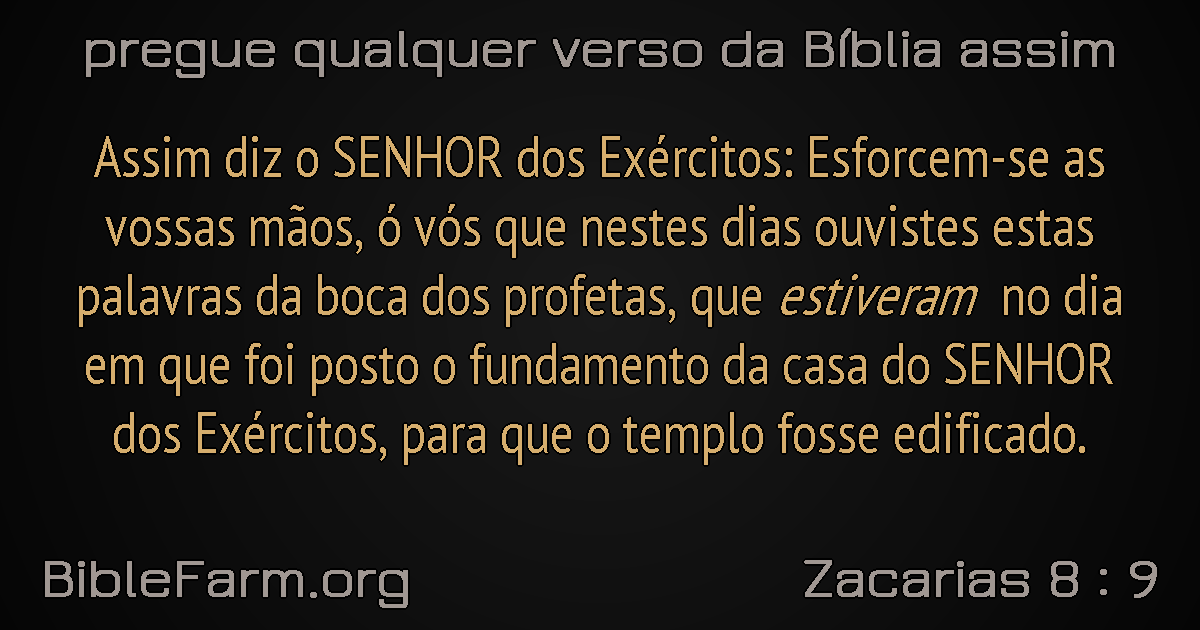 pregue qualquer verso da Bíblia assim
Assim diz o SENHOR dos Exércitos: Esforcem-se as
vossas mãos, ó vós que nestes dias ouvistes estas
palavras da boca dos profetas, que estiveram no dia
em que foi posto o fundamento da casa do SENHOR
dos Exércitos, para que o templo fosse edificado.
BibleFarm.org
Zacarias 8 : 9